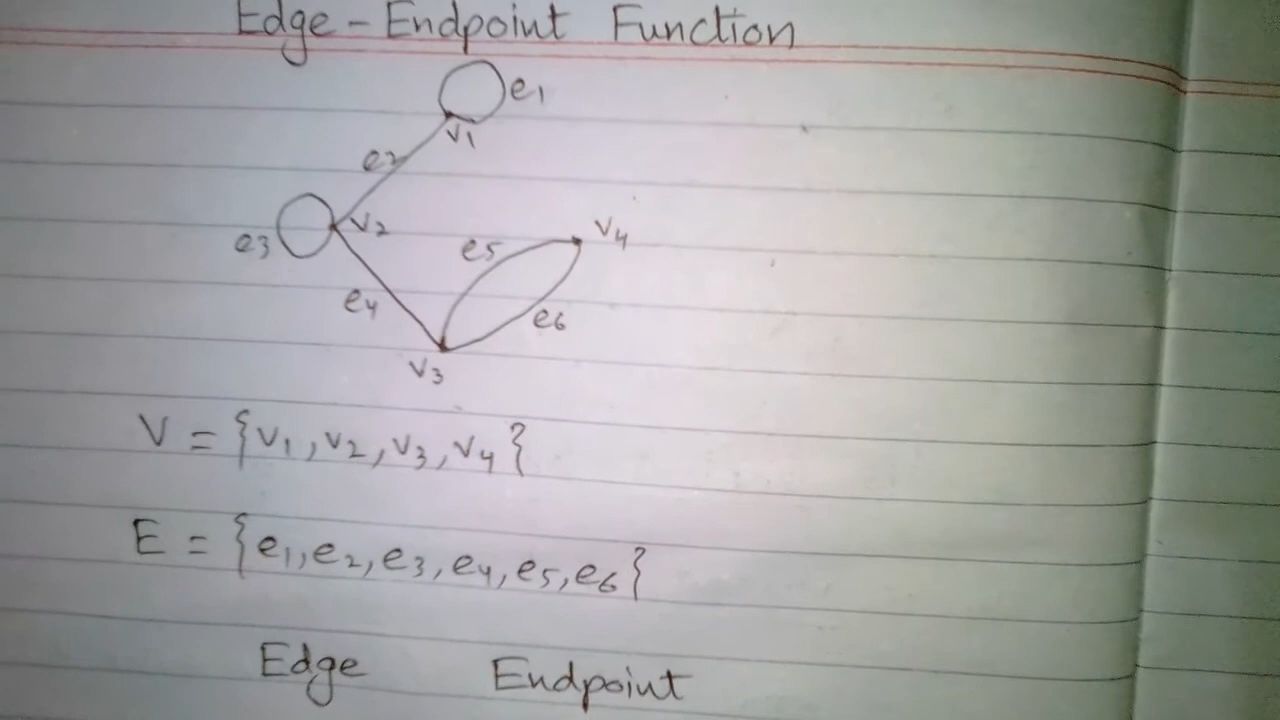 Edge - Endpoint Function
e1
v1
e2
e3 v2
v4
e5
e4
e6
v3
V = {v1, v2, v3, v4}
E = {e1, e2, e3, e4, e5, e6}
Edge Endpoint